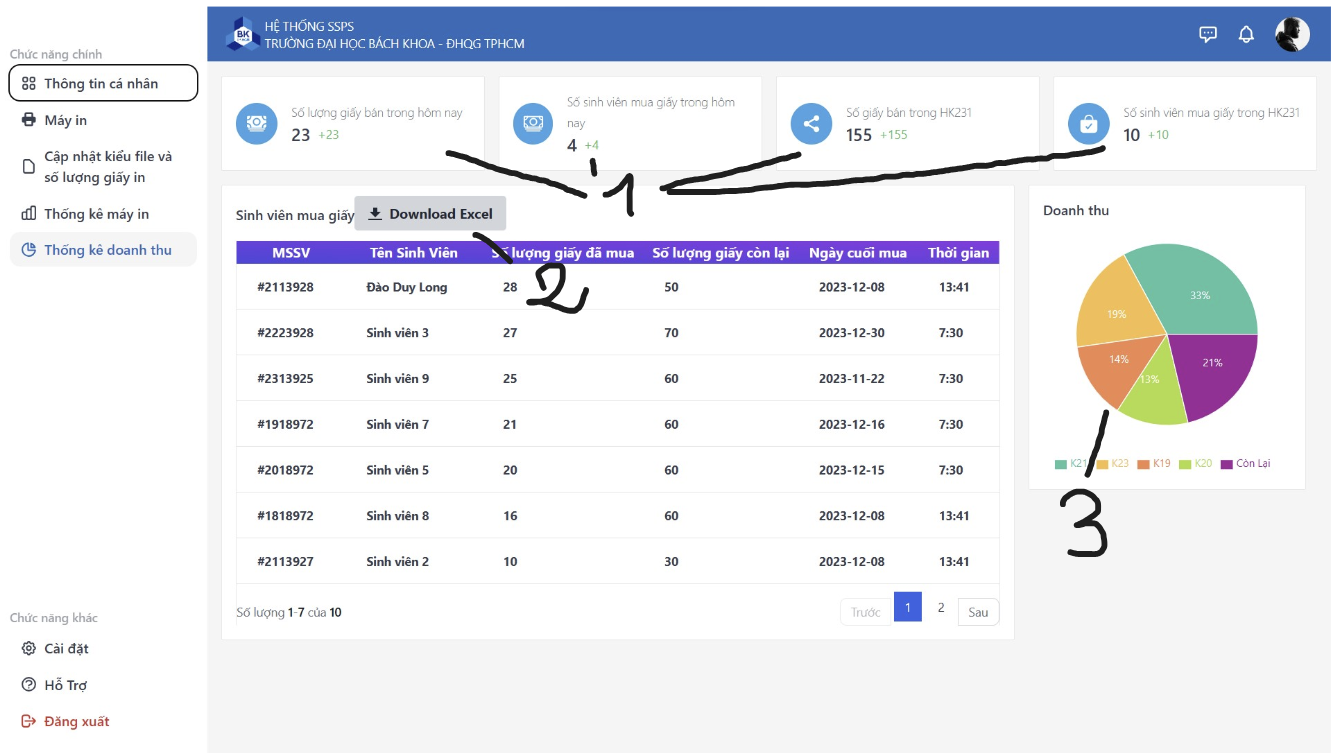 HỆ THỐNG SSPS
TRƯỜNG ĐẠI HỌC BÁCH KHOA - ĐHQG TPHCM
BK
TP.HCM
Chức năng chính
Thông tin cá nhân
Máy in
Cập nhật kiểu file và
số lượng giấy in
Thống kê máy in
Thống kê doanh thu
Số lượng giấy bán trong hôm nay
23 +23
Số sinh viên mua giấy trong hôm
nay
4 +4
Số giấy bán trong HK231
155 +155
Số sinh viên mua giấy trong HK231
10 +10
1
Sinh viên mua giấy Download Excel
MSSV Tên Sinh Viên Số lượng giấy đã mua Số lượng giấy còn lại Ngày cuối mua Thời gian
#2113928 Đào Duy Long 28 50 2023-12-08 13:41
2
#2223928 Sinh viên 3 27 70 2023-12-30 7:30
#2313925 Sinh viên 9 25 60 2023-11-22 7:30
#1918972 Sinh viên 7 21 60 2023-12-16 7:30
#2018972 Sinh viên 5 20 60 2023-12-15 7:30
#1818972 Sinh viên 8 16 60 2023-12-08 13:41
#2113927 Sinh viên 2 10 30 2023-12-08 13:41
Số lượng 1-7 của 10
Trước 1 2 Sau
Doanh thu
33%
19%
14%
13%
21%
K21 K23 K19 K20 Còn Lại
3
Chức năng khác
Cài đặt
Hỗ Trợ
Đăng xuất